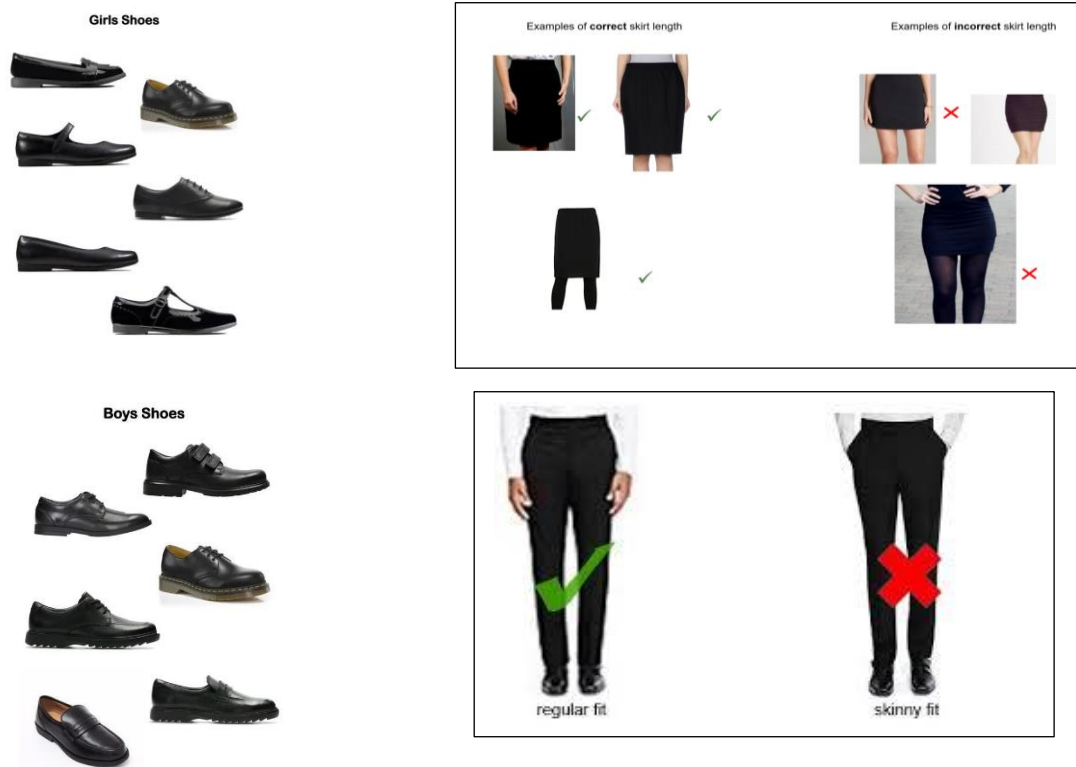 Girls Shoes
Examples of correct skirt length
Examples of incorrect skirt length
Boys Shoes
regular fit
skinny fit